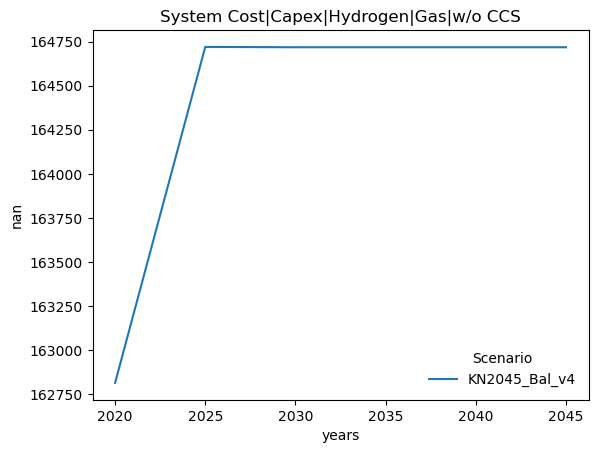 System Cost|Capex|Hydrogen|Gas|w/o CCS
164750
164500
164250
164000
163750
163500
163250
163000
162750
nan
Scenario
KN2045_Bal_v4
2020 2025 2030 2035 2040 2045
years